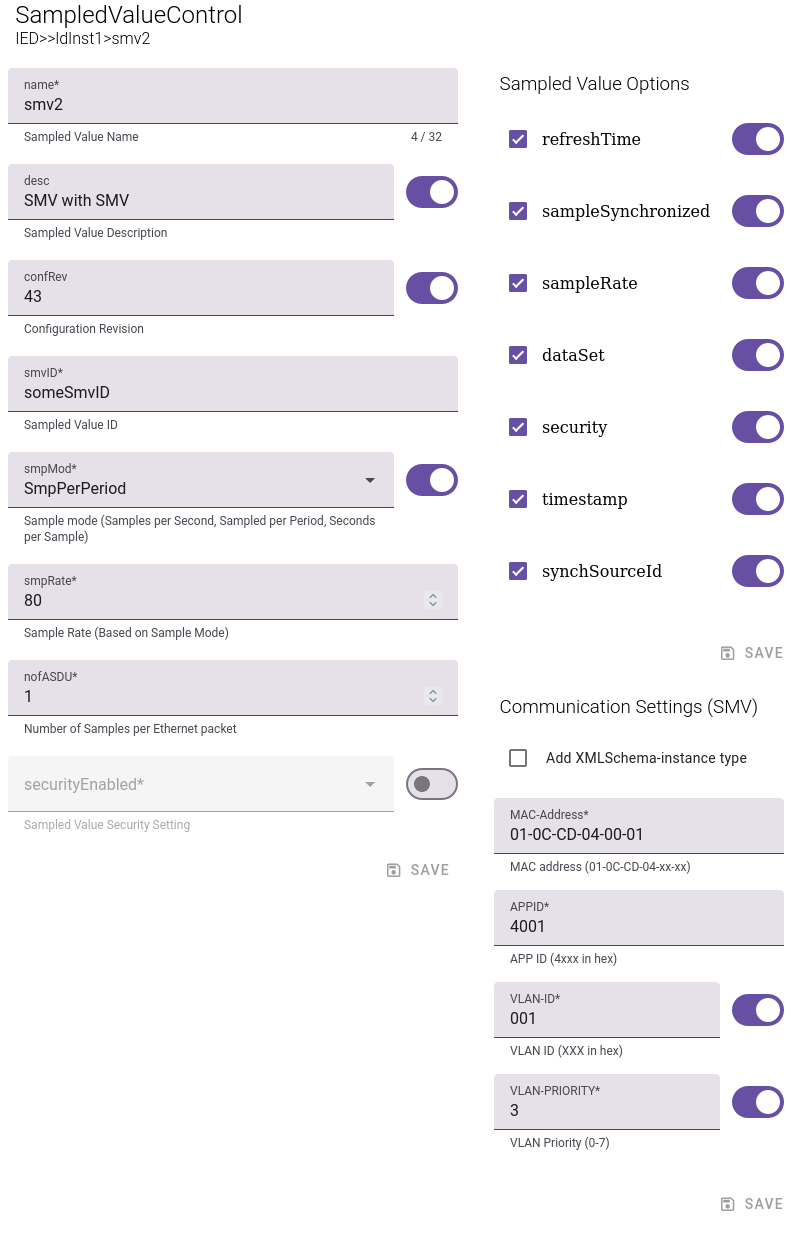 SampledValueControl
IED>>ldInst1>smv2
name*
smv2
Sampled Value Name
4 / 32
desc
SMV with SMV
Sampled Value Description
confRev
43
Configuration Revision
smvID*
someSmvID
Sampled Value ID
smpMod*
SmpPerPeriod
Sample mode (Samples per Second, Sampled per Period, Seconds
per Sample)
smpRate*
80
Sample Rate (Based on Sample Mode)
nofASDU*
1
Number of Samples per Ethernet packet
securityEnabled*
Sampled Value Security Setting
SAVE
Sampled Value Options
refreshTime
sampleSynchronized
sampleRate
dataSet
security
timestamp
synchSourceId
SAVE
Communication Settings (SMV)
Add XMLSchema-instance type
MAC-Address*
01-0C-CD-04-00-01
MAC address (01-0C-CD-04-xx-xx)
APPID*
4001
APP ID (4xxx in hex)
VLAN-ID*
001
VLAN ID (XXX in hex)
VLAN-PRIORITY*
3
VLAN Priority (0-7)
SAVE